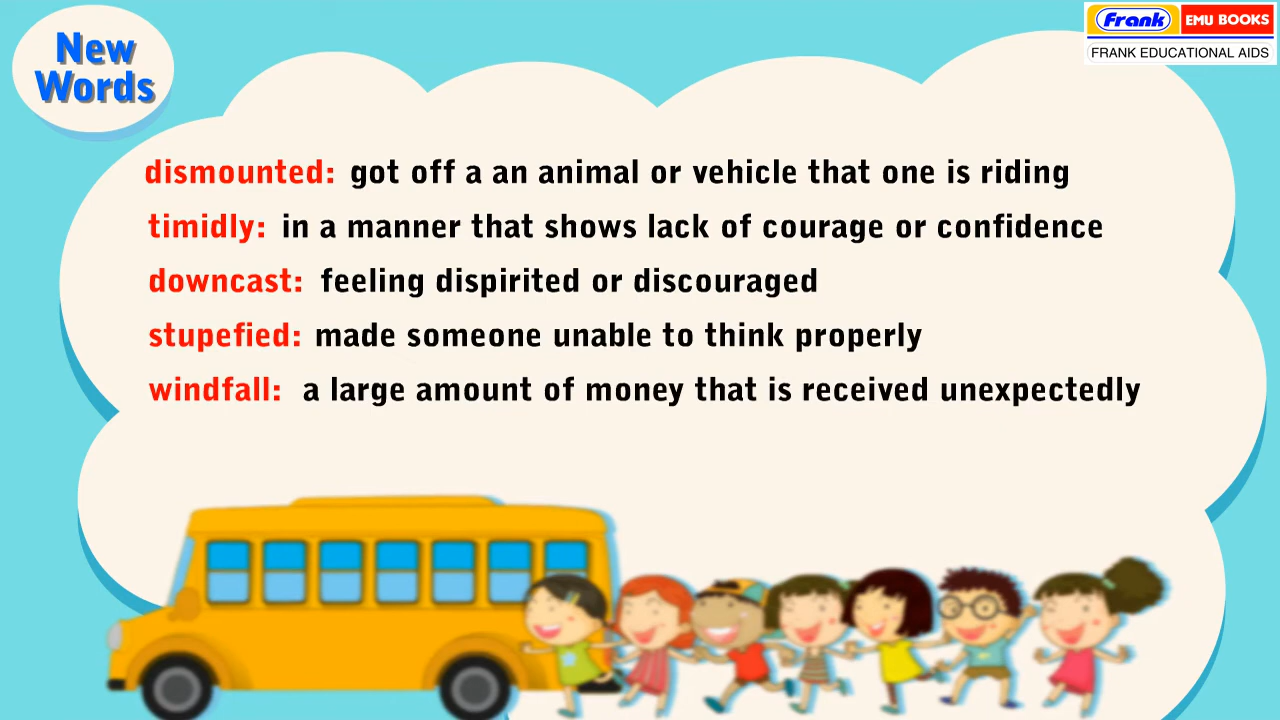 New
Words
Frank
EMU BOOKS
FRANK EDUCATIONAL AIDS
dismounted: got off a an animal or vehicle that one is riding
timidly: in a manner that shows lack of courage or confidence
downcast: feeling dispirited or discouraged
stupefied: made someone unable to think properly
windfall: a large amount of money that is received unexpectedly